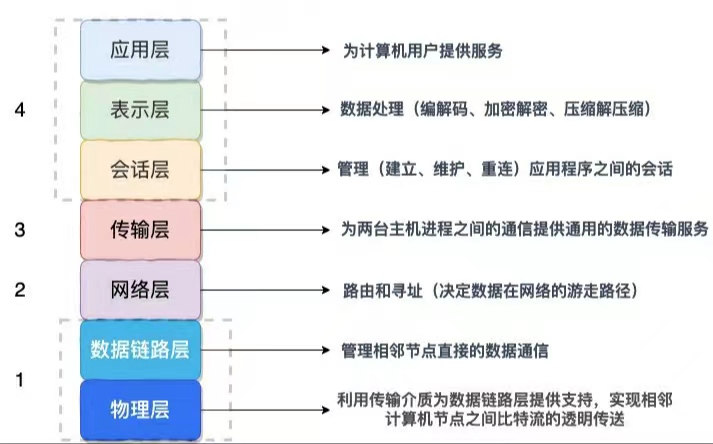 应用层
为计算机用户提供服务
4
表示层
数据处理（编解码、加密解密、压缩解压缩）
会话层
管理（建立、维护、重连）应用程序之间的会话
3
传输层
为两台主机进程之间的通信提供通用的数据传输服务
2
网络层
路由和寻址（决定数据在网络的游走路径）
1
数据链路层
管理相邻节点直接的数据通信
物理层
利用传输介质为数据链路层提供支持，实现相邻
计算机节点之间比特流的透明传送